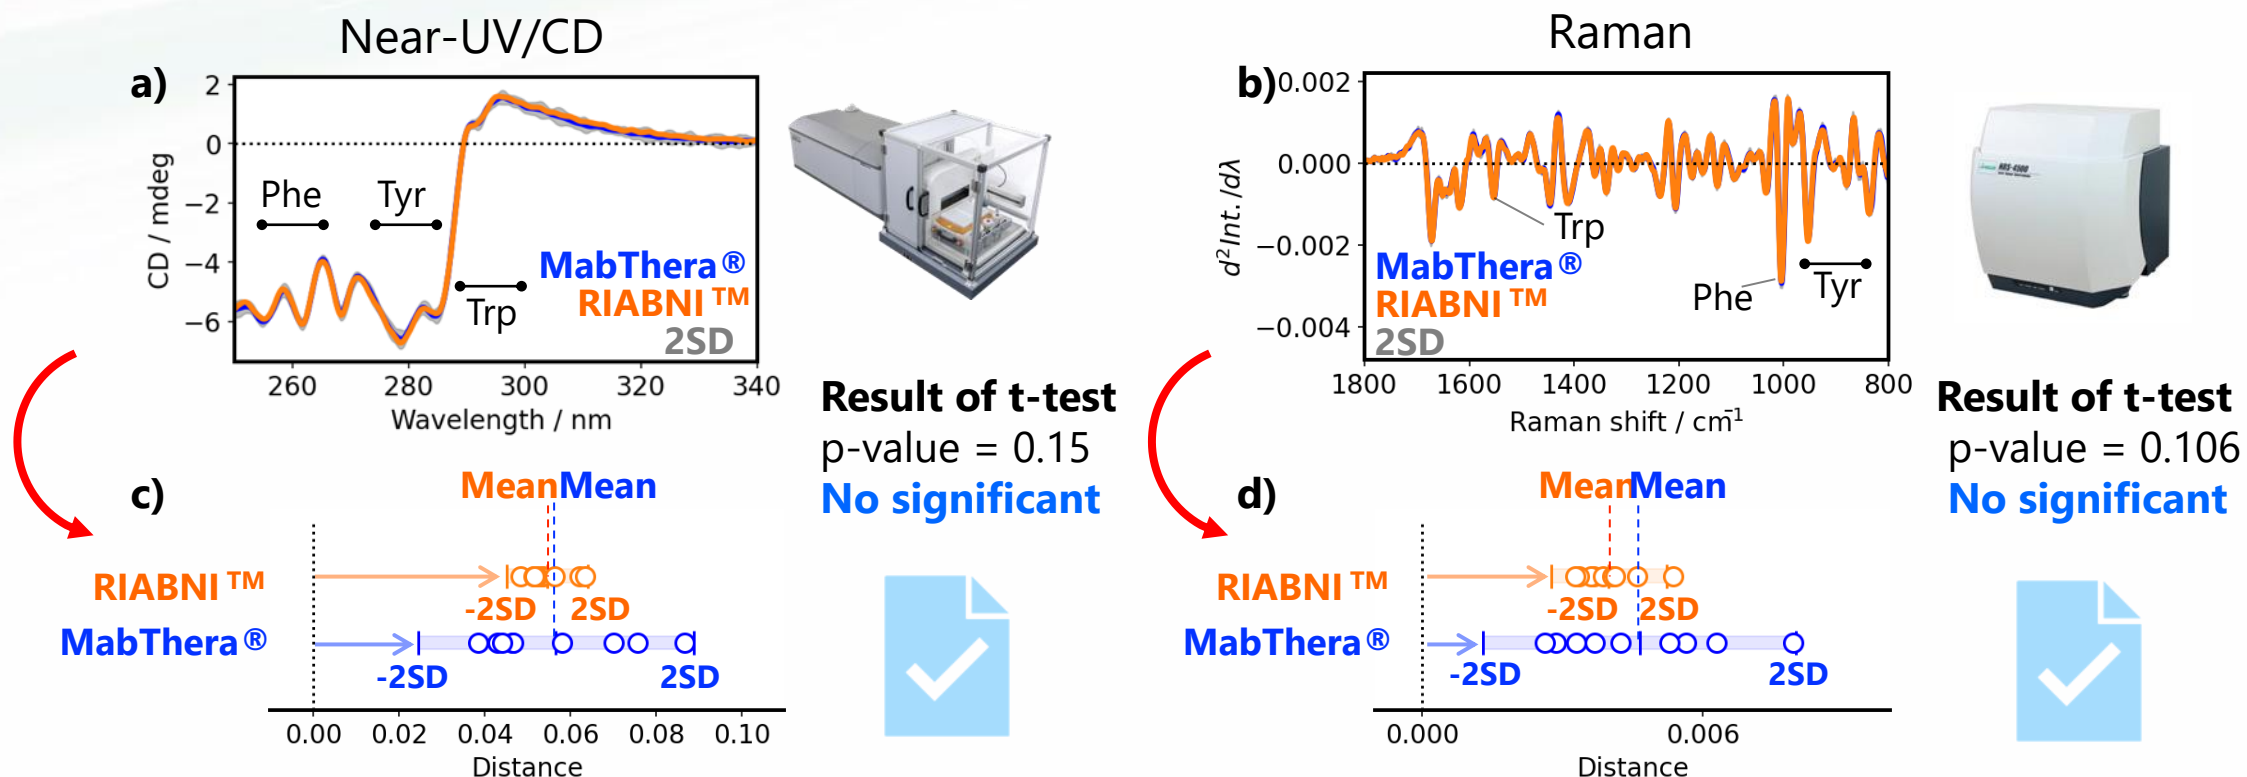 Near-UV/CD
a)
2
0
−2
−4
−6
CD / mdeg
Phe
Tyr
Trp
MabThera®
RIABNI™
2SD
260 280 300 320 340
Wavelength / nm
Result of t-test
p-value = 0.15
No significant
c)
Mean Mean
RIABNI™
-2SD 2SD
MabThera®
-2SD 2SD
0.00 0.02 0.04 0.06 0.08 0.10
Distance
Raman
b)
0.002
0.000
−0.002
−0.004
d²Int./dλ
Trp
Phe
Tyr
MabThera®
RIABNI™
2SD
1800 1600 1400 1200 1000 800
Raman shift / cm⁻¹
NRS-4500
Result of t-test
p-value = 0.106
No significant
d)
Mean Mean
RIABNI™
-2SD 2SD
MabThera®
-2SD 2SD
0.000 0.006
Distance